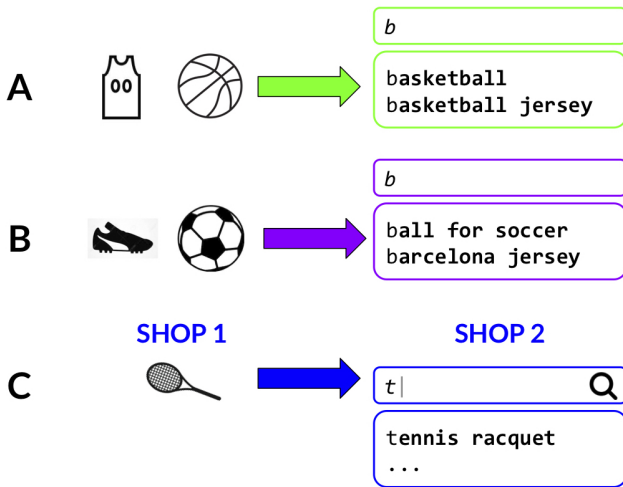 b
A
00
basketball
basketball jersey
b
B
ball for soccer
barcelona jersey
SHOP 1
SHOP 2
C
t|
tennis racquet
...